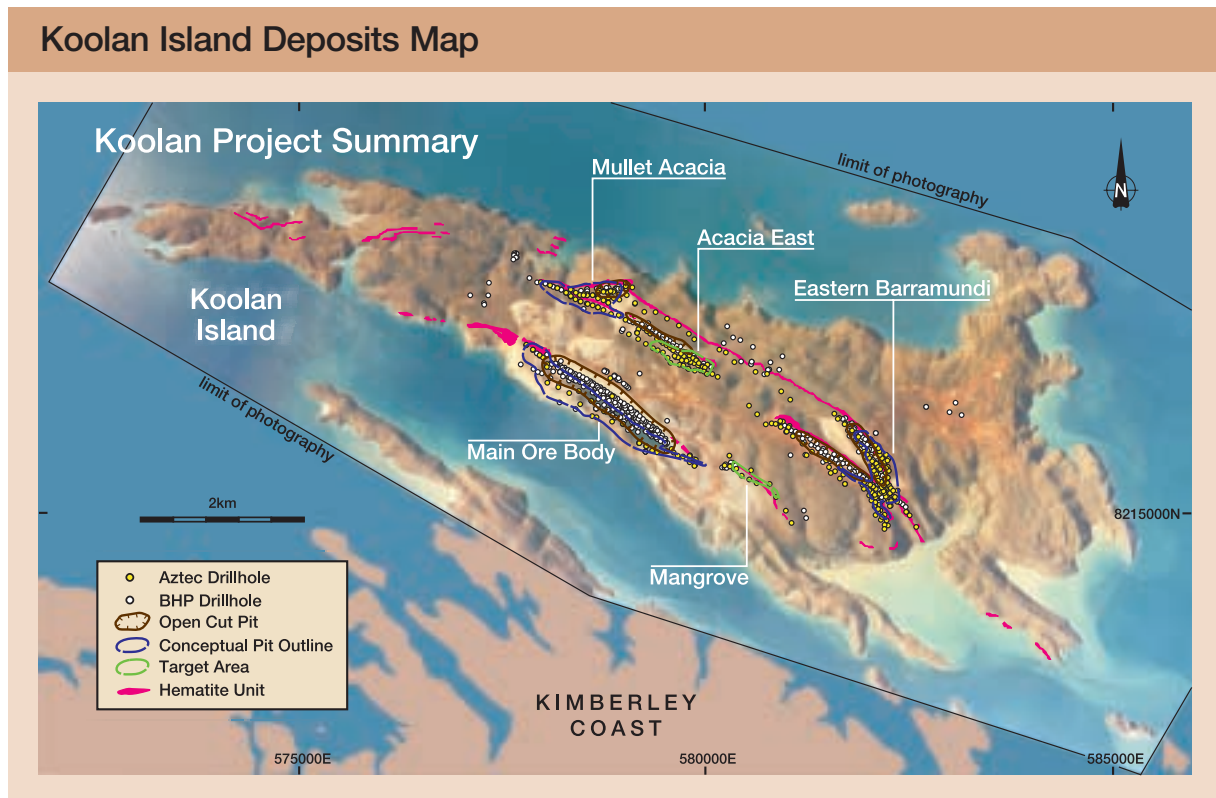 Koolan Island Deposits Map
Koolan Project Summary
Mullet Acacia
limit of photography
N
Acacia East
Eastern Barramundi
Koolan
Island
limit of photography
Main Ore Body
2km
8215000N
Mangrove
Aztec Drillhole
BHP Drillhole
Open Cut Pit
Conceptual Pit Outline
Target Area
Hematite Unit
KIMBERLEY
COAST
575000E
580000E
585000E